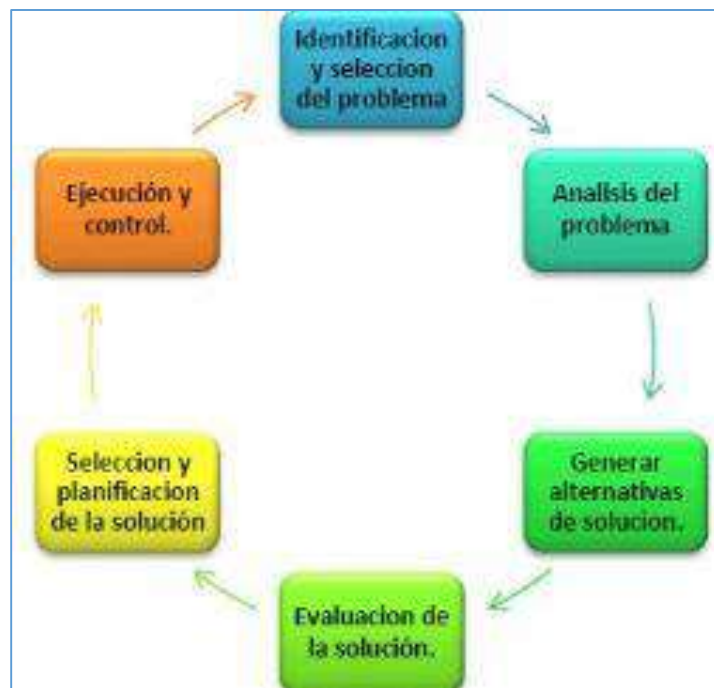 Identificacion
y seleccion
del problema
Analisis del
problema
Generar
alternativas
de solucion.
Evaluacion de
la solución.
Seleccion y
planificacion
de la solución
Ejecución y
control.